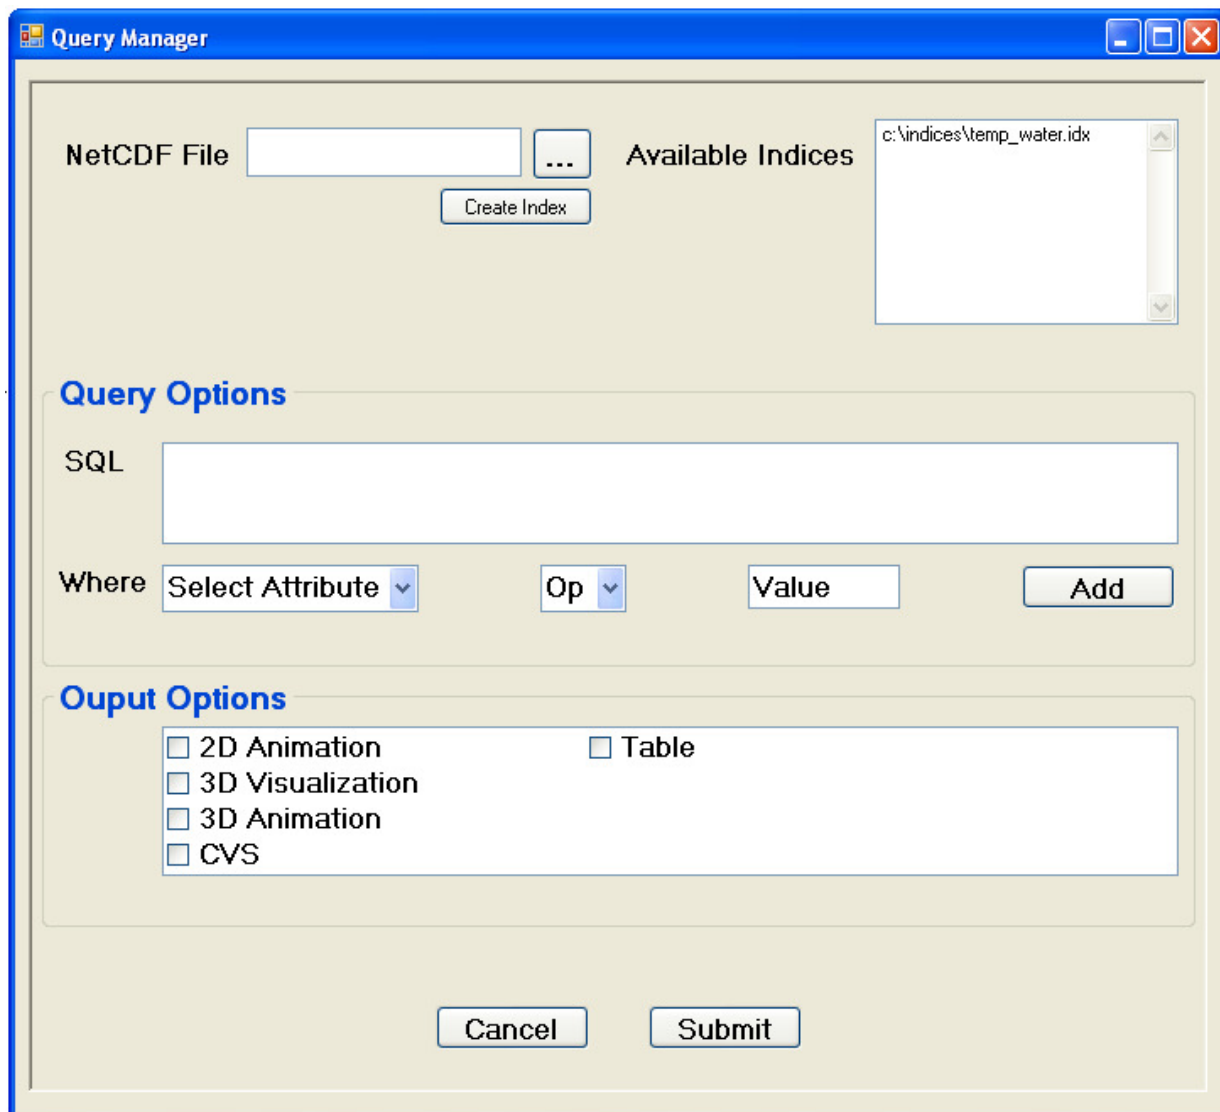 Query Manager
NetCDF File
...
Available Indices
c:\indices\temp_water.idx
Create Index
Query Options
SQL
Where
Select Attribute
Op
Value
Add
Ouput Options
2D Animation
Table
3D Visualization
3D Animation
CVS
Cancel
Submit